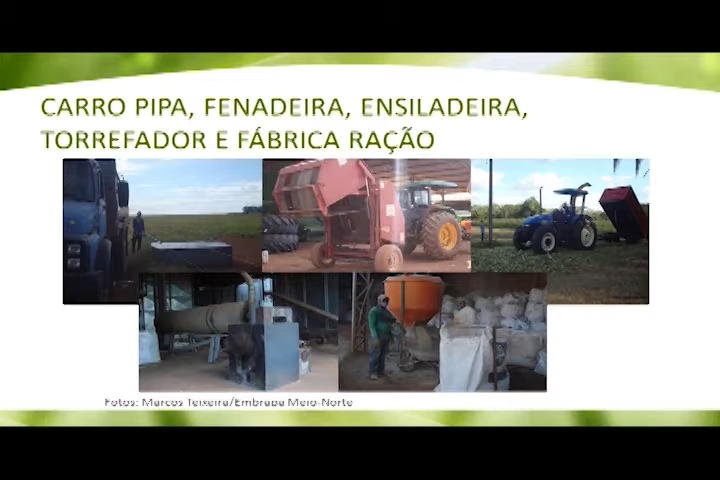 CARRO PIPA, FENADEIRA, ENSILADEIRA,
TORREFADOR E FÁBRICA RAÇÃO
Fotos: Marcos Teixeira/Embrapa Meio-Norte